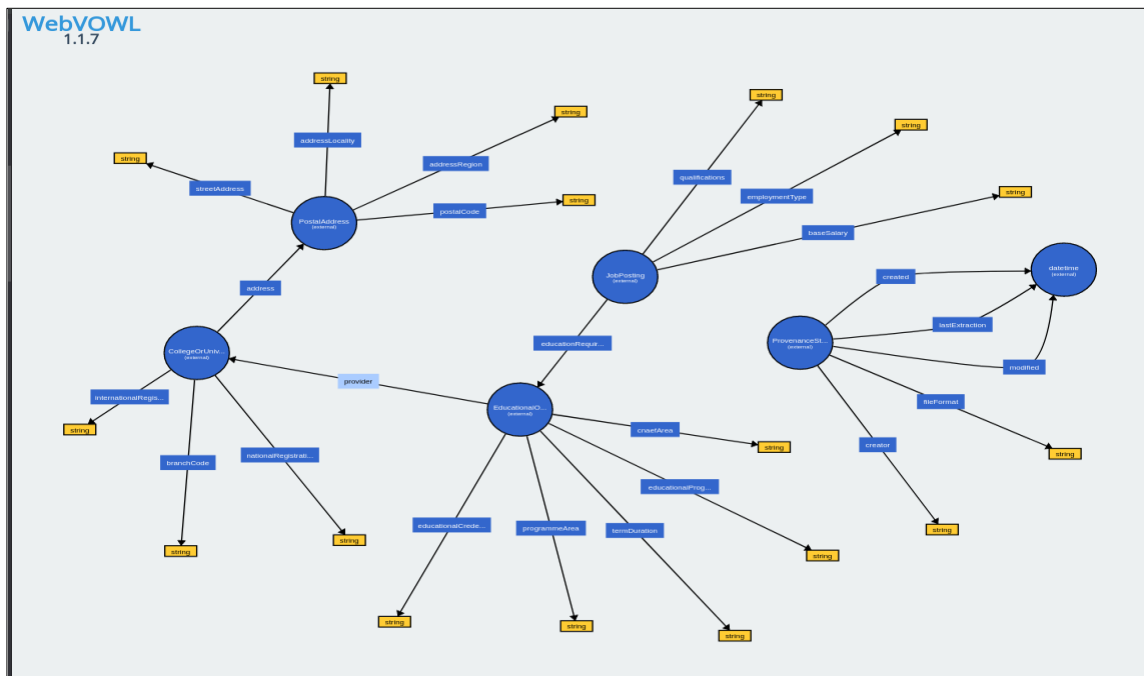 WebVOWL
1.1.7
string
string
string
string
addressLocality
string
string
addressRegion
qualifications
streetAddress
string
employmentType
string
postalCode
PostalAddress
(external)
baseSalary
datetime
(external)
JobPosting
(external)
created
address
lastExtraction
ProvenanceSt...
(external)
educationReque...
CollegeOrUniv...
(external)
modified
provider
internationalRegis...
fileFormat
EducationalO...
(external)
string
cnaefArea
creator
string
string
nationalRegistrati...
branchCode
educationalProg...
educationalCrede...
programmeArea
termDuration
string
string
string
string
string
string
string